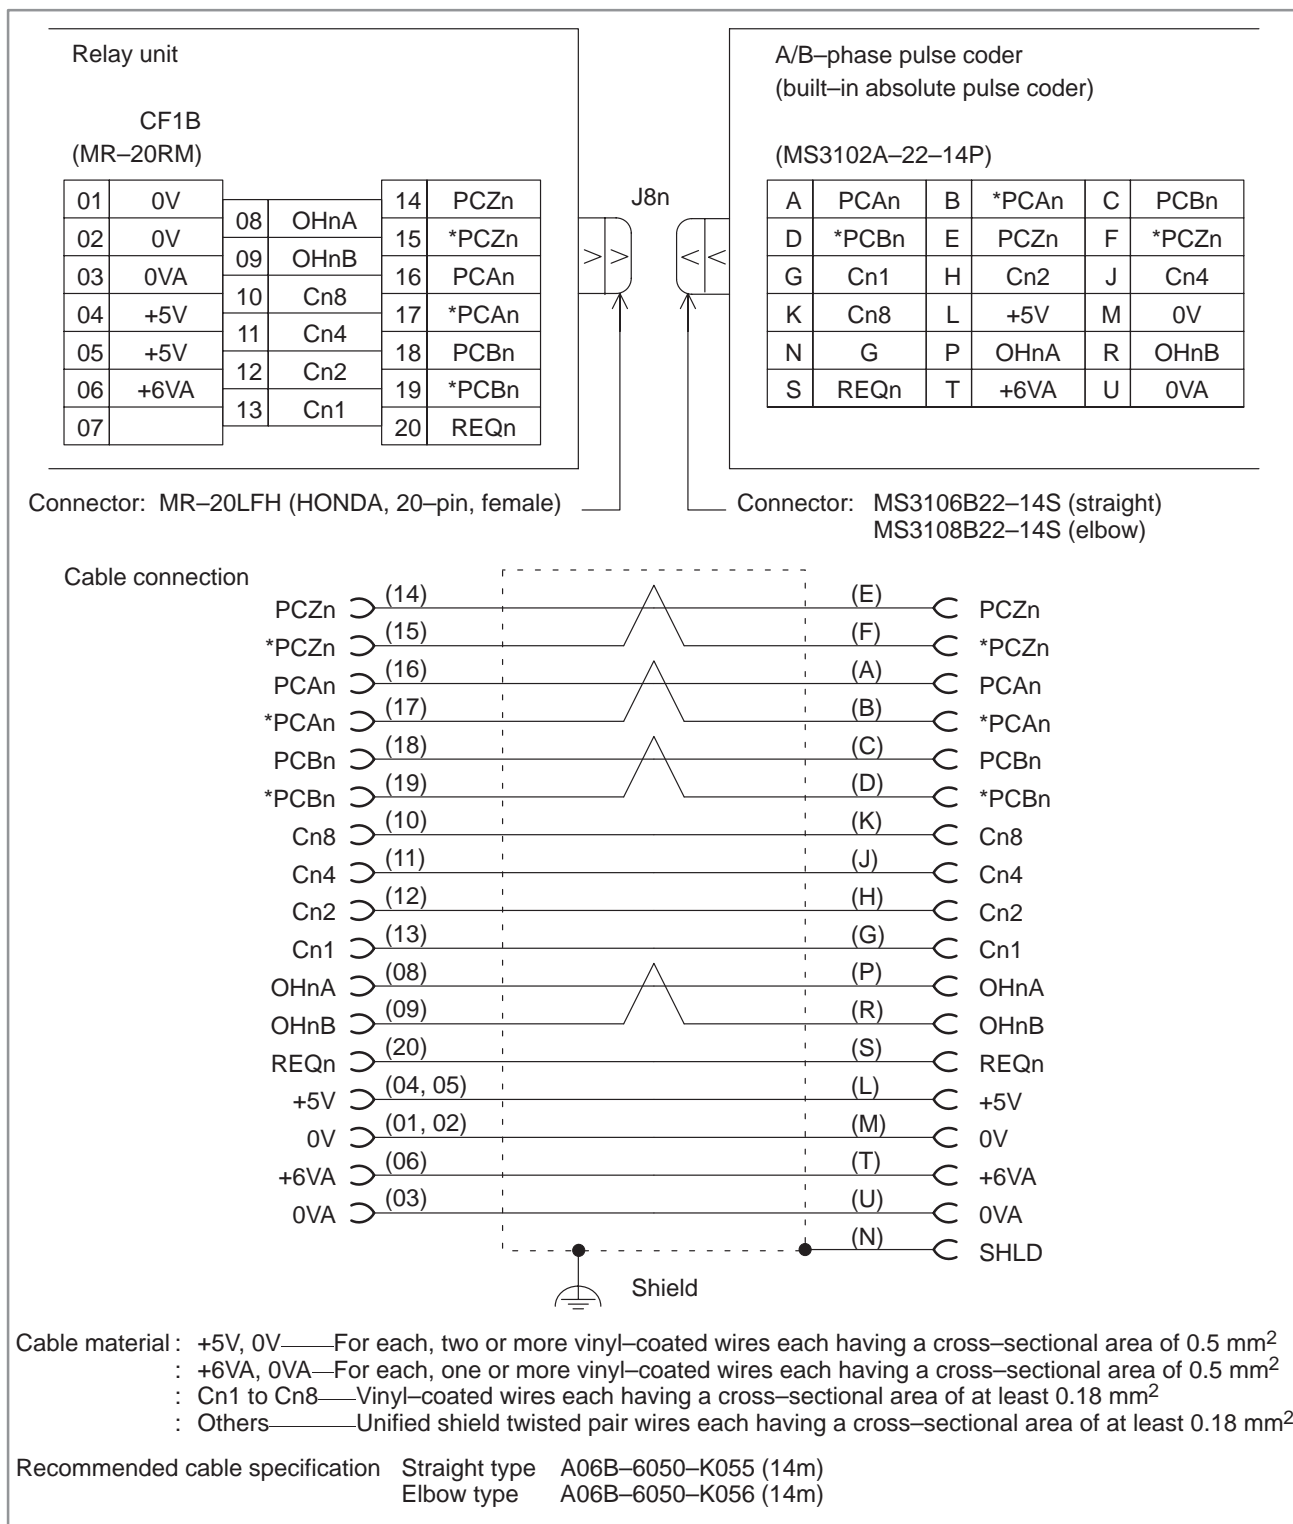 Relay unit
CF1B
(MR–20RM)
01 0V
02 0V
03 0VA
04 +5V
05 +5V
06 +6VA
07
08 OHnA
09 OHnB
10 Cn8
11 Cn4
12 Cn2
13 Cn1
14 PCZn
15 *PCZn
16 PCAn
17 *PCAn
18 PCBn
19 *PCBn
20 REQn
J8n
A/B–phase pulse coder
(built–in absolute pulse coder)
(MS3102A–22–14P)
A PCAn B *PCAn C PCBn
D *PCBn E PCZn F *PCZn
G Cn1 H Cn2 J Cn4
K Cn8 L +5V M 0V
N G P OHnA R OHnB
S REQn T +6VA U 0VA
Connector: MR–20LFH (HONDA, 20–pin, female)
Connector: MS3106B22–14S (straight)
MS3108B22–14S (elbow)
Cable connection
PCZn (14) (E) PCZn
*PCZn (15) (F) *PCZn
PCAn (16) (A) PCAn
*PCAn (17) (B) *PCAn
PCBn (18) (C) PCBn
*PCBn (19) (D) *PCBn
Cn8 (10) (K) Cn8
Cn4 (11) (J) Cn4
Cn2 (12) (H) Cn2
Cn1 (13) (G) Cn1
OHnA (08) (P) OHnA
OHnB (09) (R) OHnB
REQn (20) (S) REQn
+5V (04, 05) (L) +5V
0V (01, 02) (M) 0V
+6VA (06) (T) +6VA
0VA (03) (U) 0VA
(N) SHLD
Shield
Cable material : +5V, 0V——For each, two or more vinyl–coated wires each having a cross–sectional area of 0.5 mm²
: +6VA, 0VA—For each, one or more vinyl–coated wires each having a cross–sectional area of 0.5 mm²
: Cn1 to Cn8——Vinyl–coated wires each having a cross–sectional area of at least 0.18 mm²
: Others———Unified shield twisted pair wires each having a cross–sectional area of at least 0.18 mm²
Recommended cable specification Straight type A06B–6050–K055 (14m)
Elbow type A06B–6050–K056 (14m)